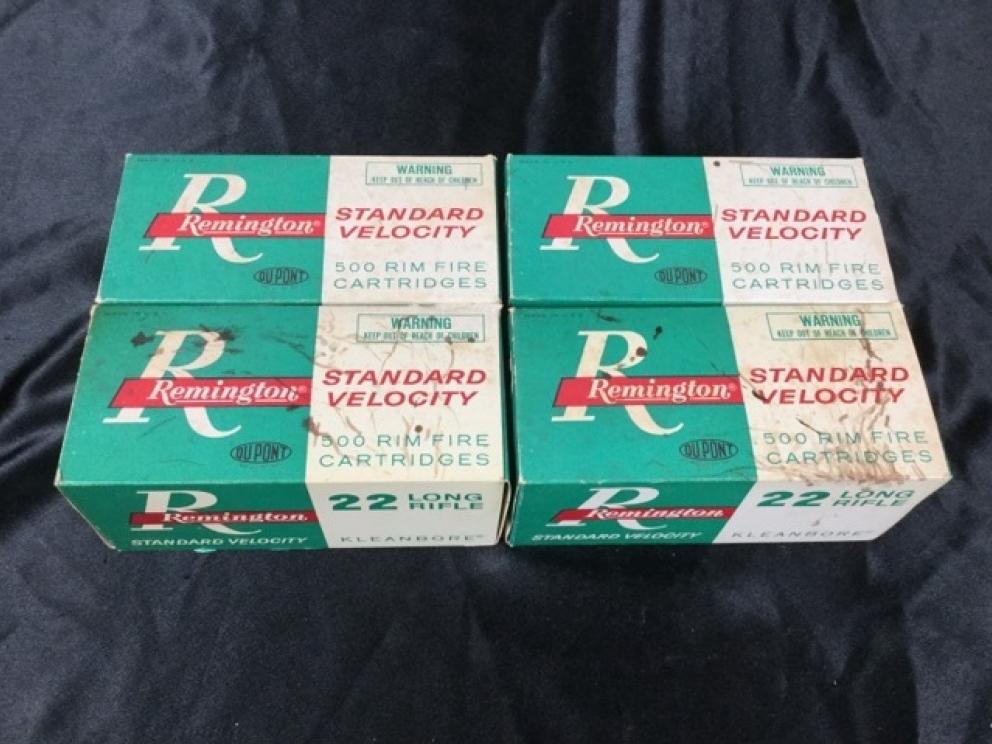 WARNING
KEEP OUT OF REACH OF CHILDREN
R
Remington®
STANDARD
VELOCITY
DU PONT
500 RIM FIRE
CARTRIDGES
WARNING
KEEP OUT OF REACH OF CHILDREN
R
Remington®
STANDARD
VELOCITY
DU PONT
500 RIM FIRE
CARTRIDGES
WARNING
KEEP OUT OF REACH OF CHILDREN
R
Remington®
STANDARD
VELOCITY
DU PONT
500 RIM FIRE
CARTRIDGES
R
Remington
STANDARD VELOCITY
22 LONG
RIFLE
KLEANBORE®
WARNING
KEEP OUT OF REACH OF CHILDREN
R
Remington®
STANDARD
VELOCITY
DU PONT
500 RIM FIRE
CARTRIDGES
R
Remington
STANDARD VELOCITY
22 LONG
RIFLE
KLEANBORE®